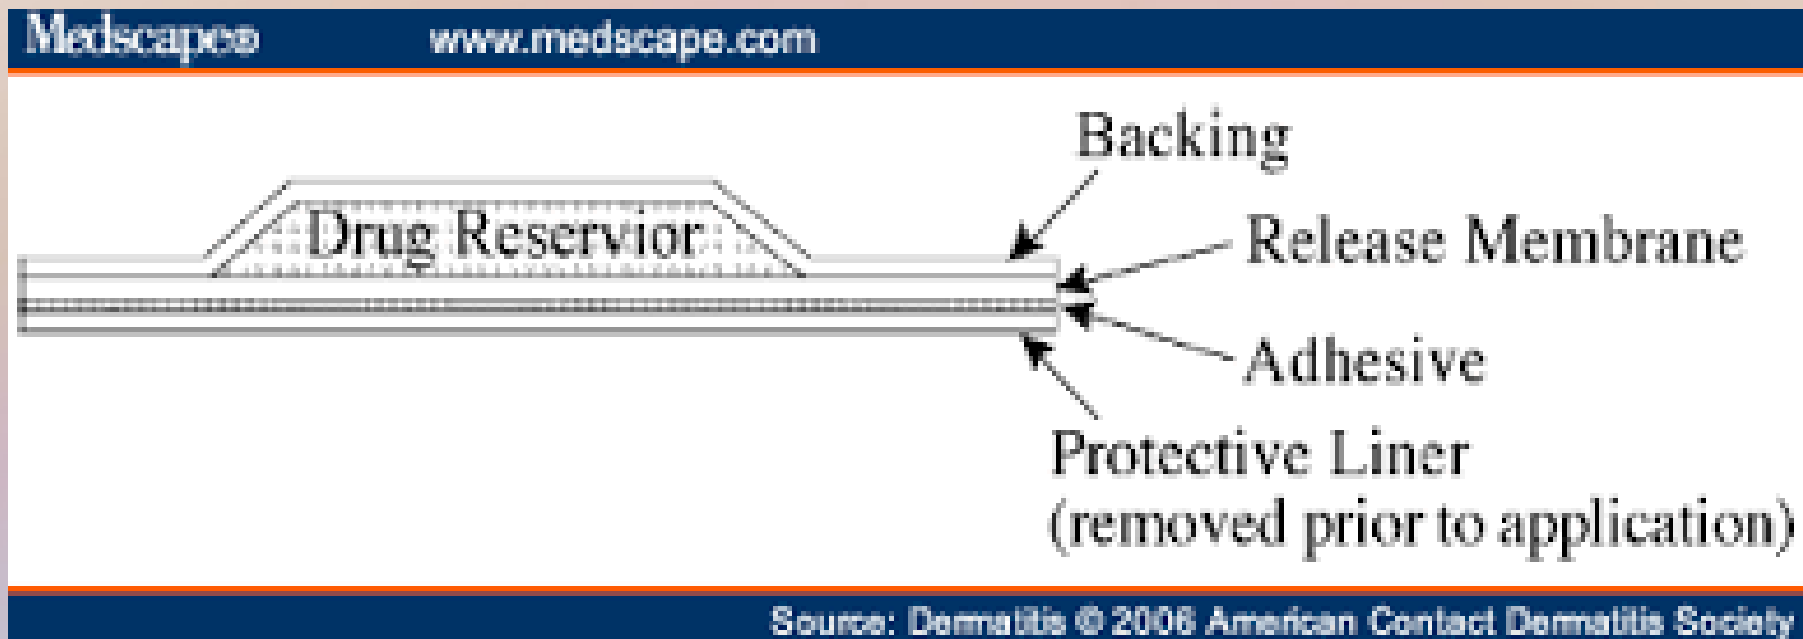 Medscape® www.medscape.com
Backing
Drug Reservior
Release Membrane
Adhesive
Protective Liner
(removed prior to application)
Source: Dermatitis © 2006 American Contact Dermatitis Society